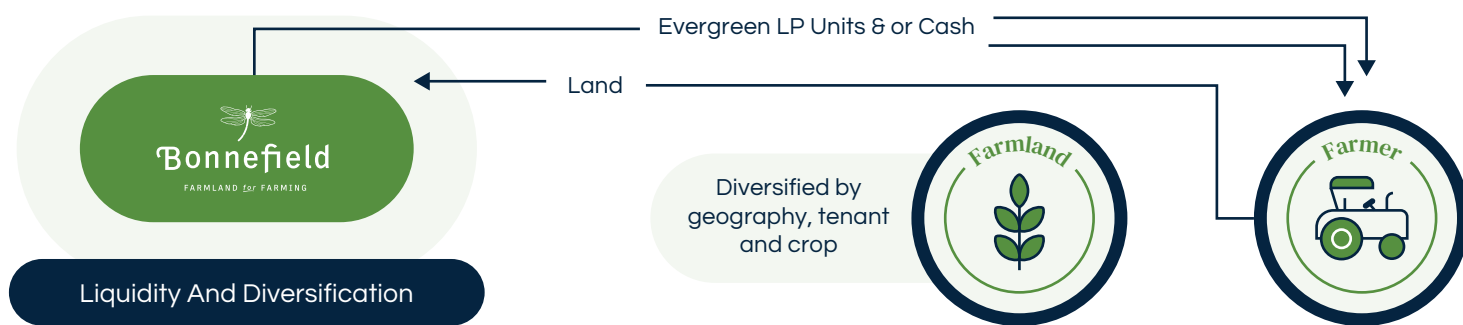 Evergreen LP Units & or Cash
Land
Bonnefield
FARMLAND for FARMING
Liquidity And Diversification
Diversified by
geography, tenant
and crop
Farmland
Farmer